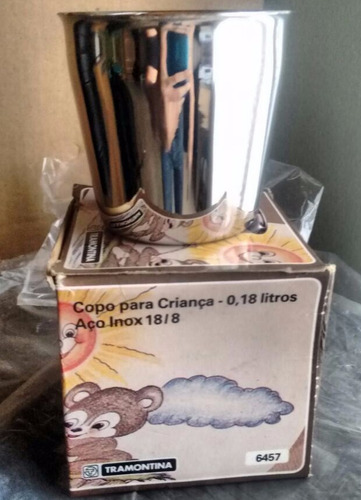 TRAMONTINA
Copo para Criança - 0,18 litros
Aço Inox 18/8
TRAMONTINA
6457